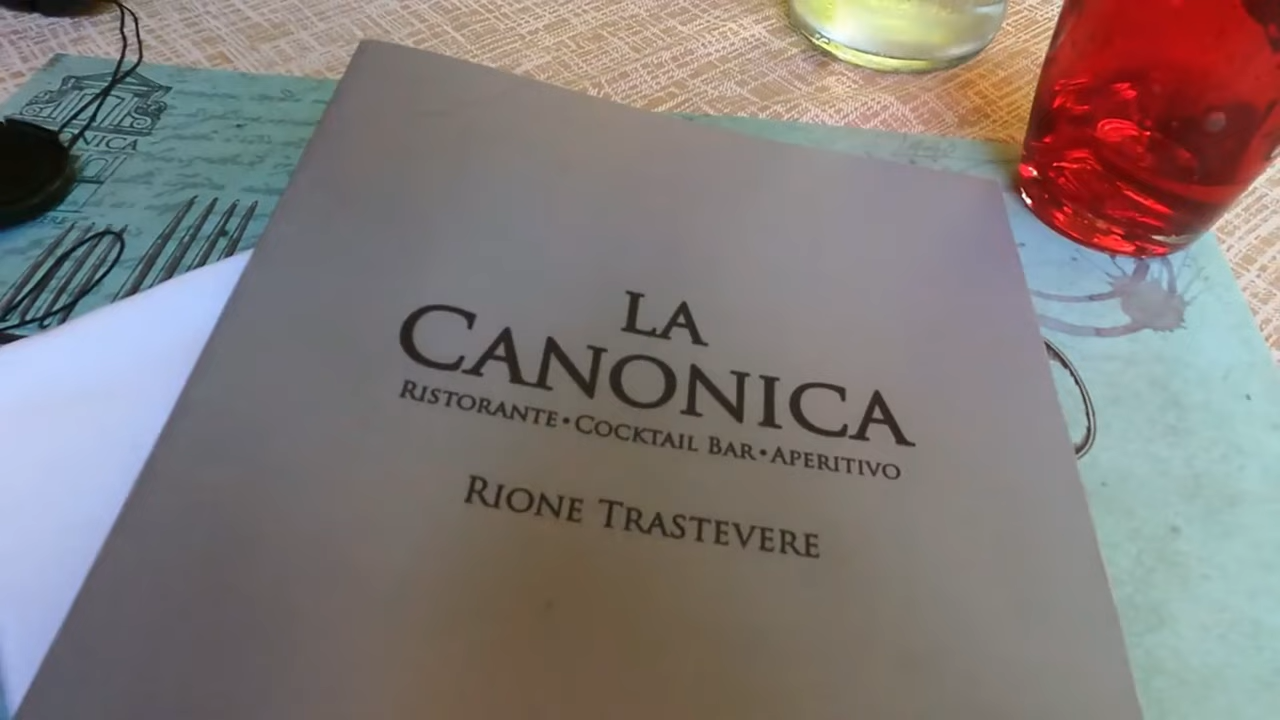 LA
CANONICA
RISTORANTE•COCKTAIL BAR•APERITIVO
RIONE TRASTEVERE